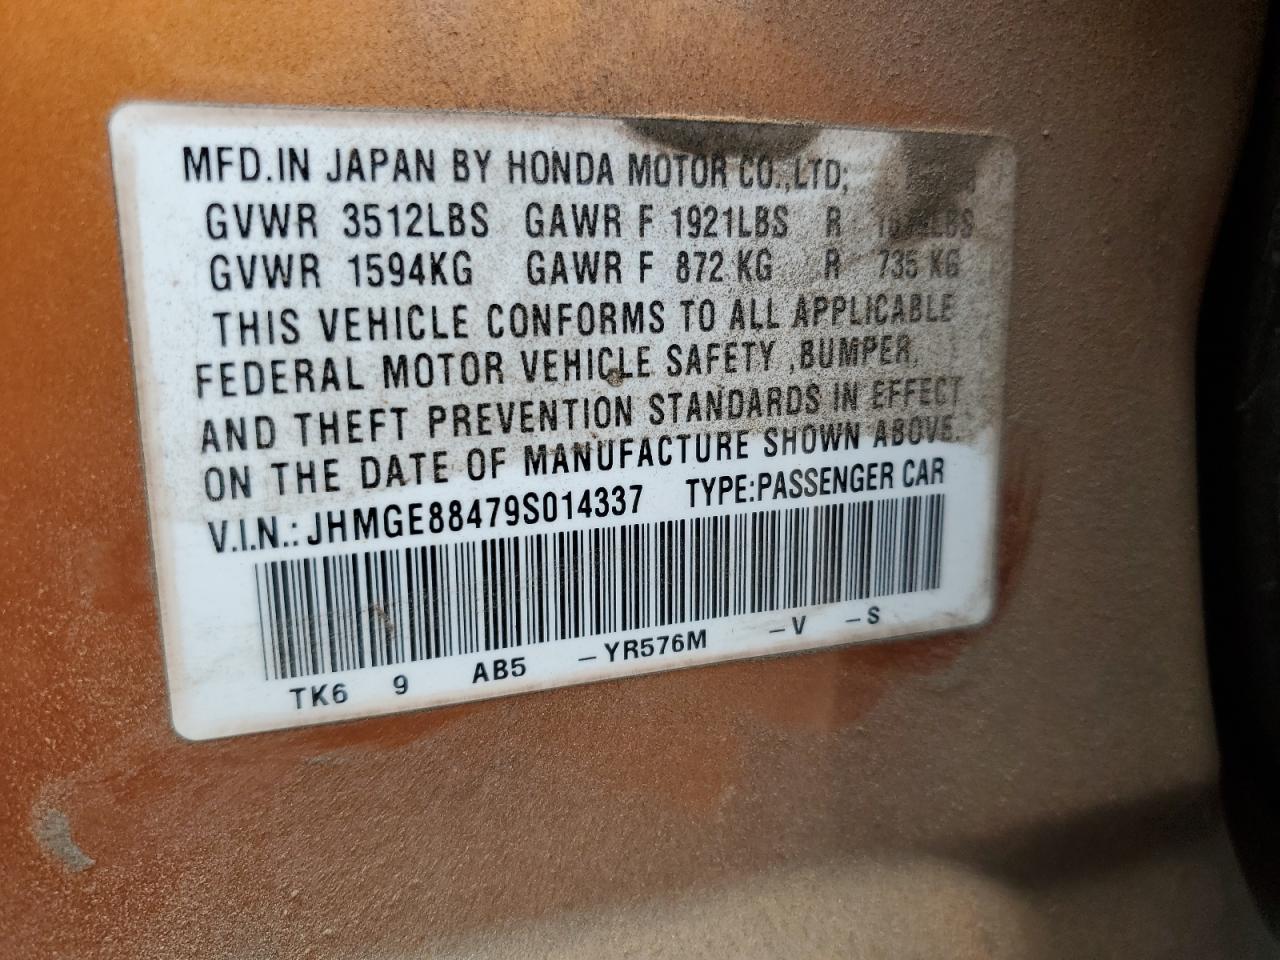 MFD.IN JAPAN BY HONDA MOTOR CO.,LTD;
GVWR 3512LBS GAWR F 1921LBS R
GVWR 1594KG GAWR F 872 KG R 735 KG
THIS VEHICLE CONFORMS TO ALL APPLICABLE
FEDERAL MOTOR VEHICLE SAFETY ,BUMPER,
AND THEFT PREVENTION STANDARDS IN EFFECT
ON THE DATE OF MANUFACTURE SHOWN ABOVE.
V.I.N.: JHMGE88479S014337 TYPE:PASSENGER CAR
TK6 9 AB5 –YR576M –V –S